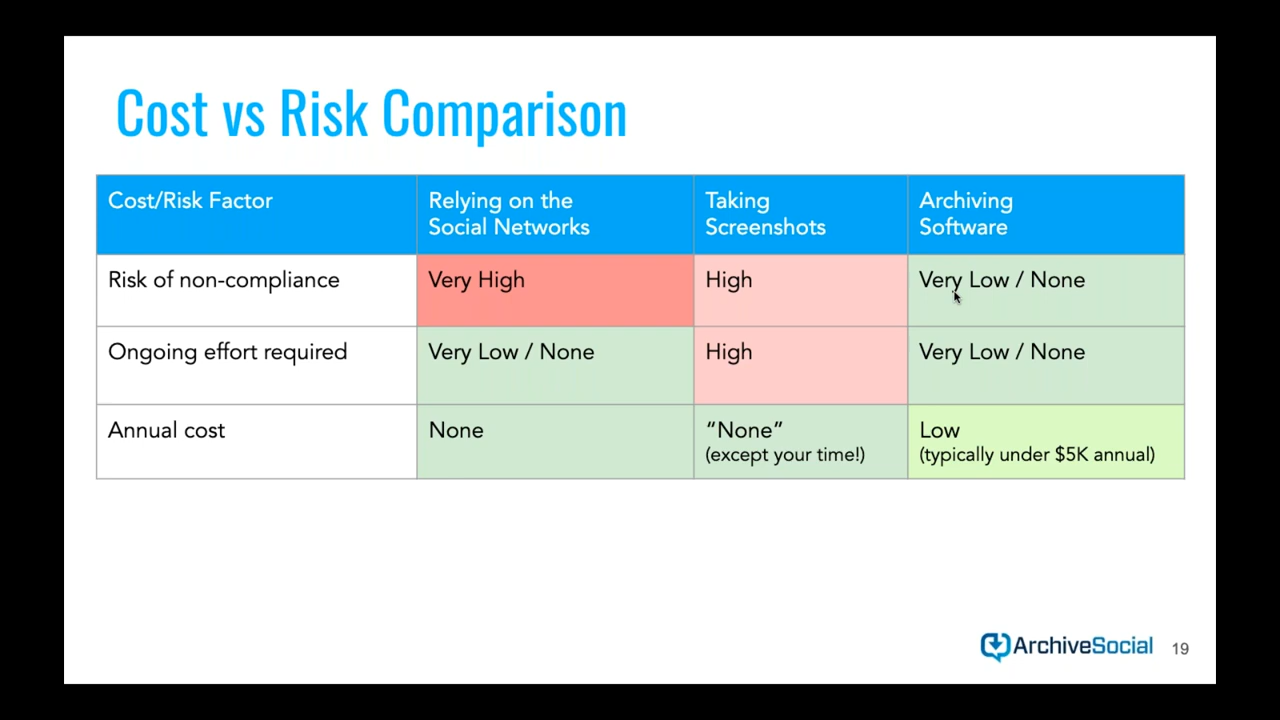 Cost vs Risk Comparison
Cost/Risk Factor
Relying on the
Social Networks
Taking
Screenshots
Archiving
Software
Risk of non-compliance
Very High
High
Very Low / None
Ongoing effort required
Very Low / None
High
Very Low / None
Annual cost
None
“None”
(except your time!)
Low
(typically under $5K annual)
ArchiveSocial
19